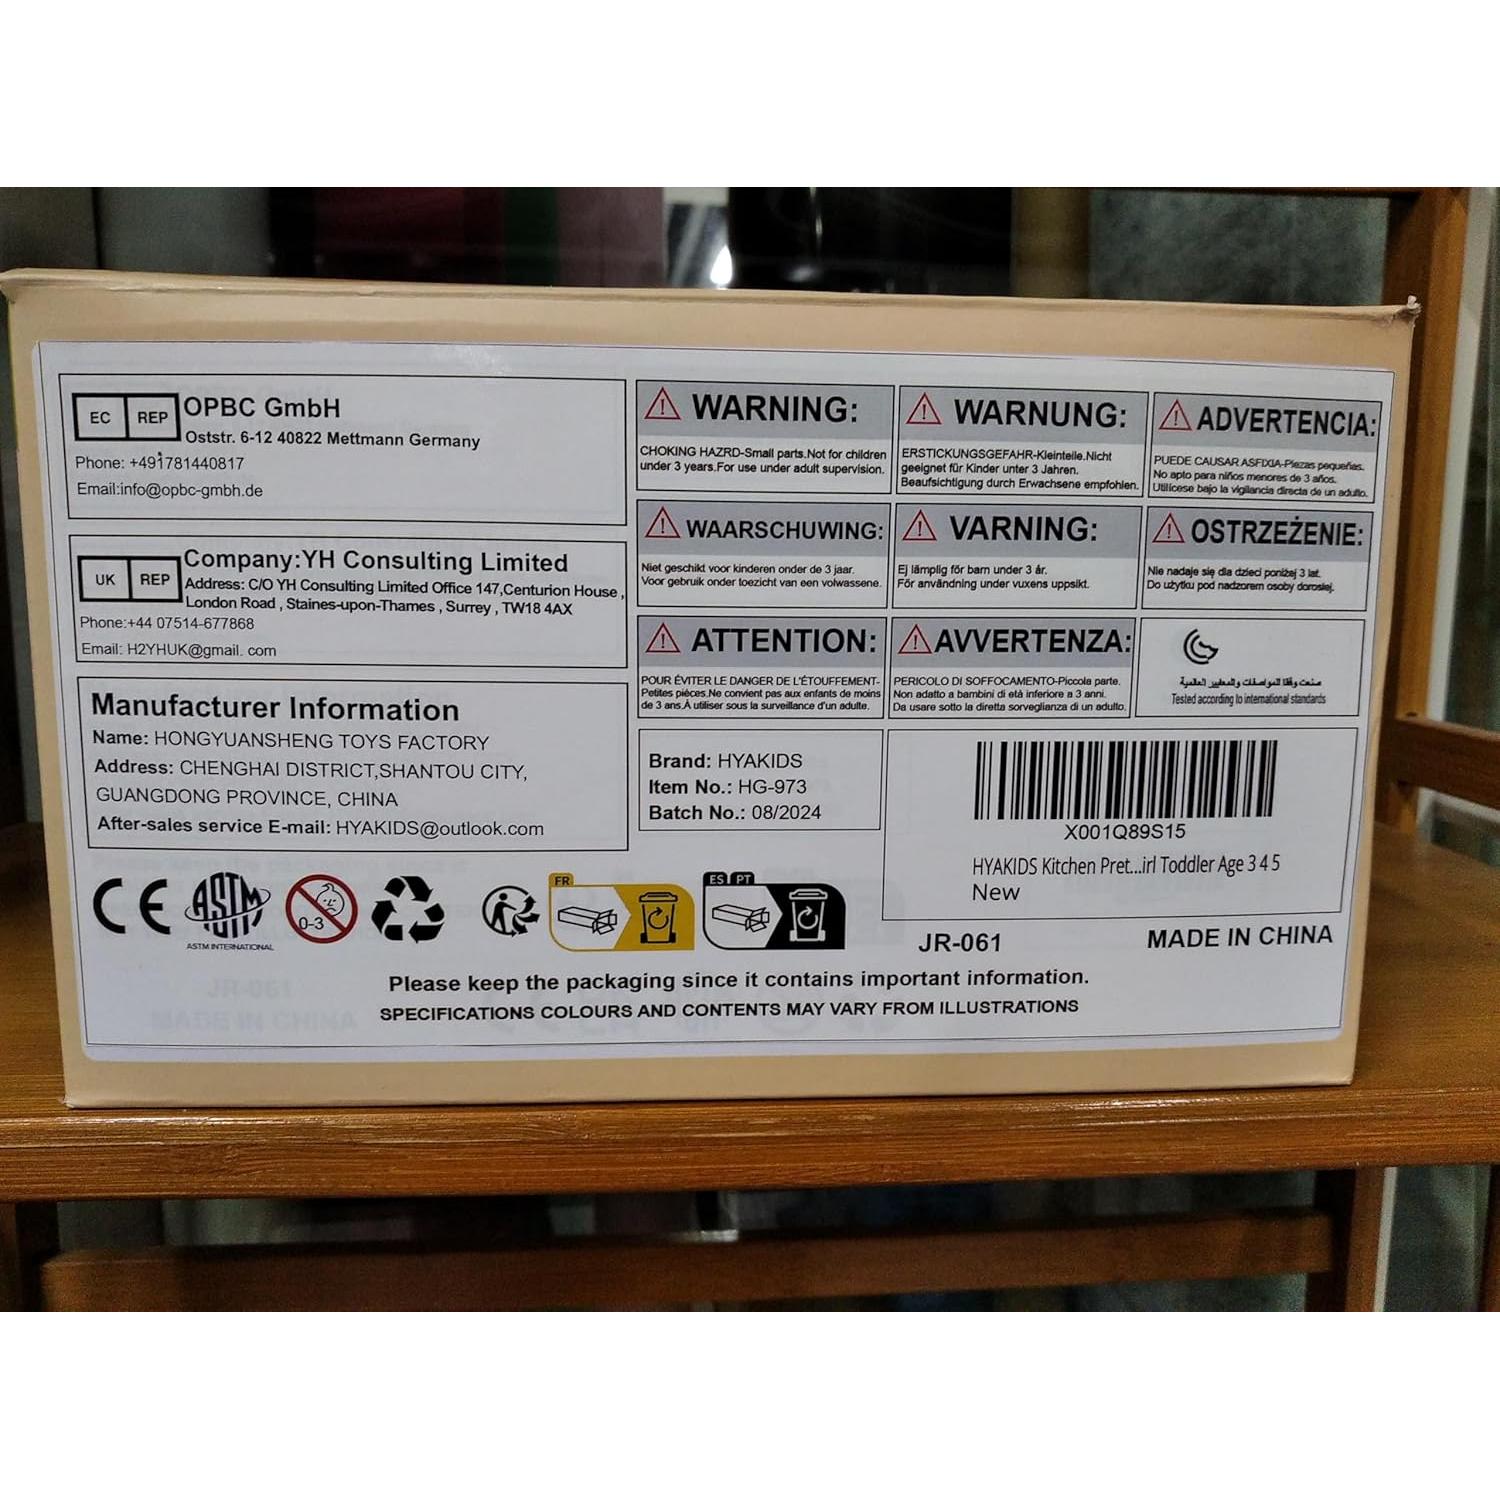 EC REP OPBC GmbH
Oststr. 6-12 40822 Mettmann Germany
Phone: +491781440817
Email:info@opbc-gmbh.de
UK REP Company:YH Consulting Limited
Address: C/O YH Consulting Limited Office 147,Centurion House ,
London Road , Staines-upon-Thames , Surrey , TW18 4AX
Phone:+44 07514-677868
Email: H2YHUK@gmail. com
Manufacturer Information
Name: HONGYUANSHENG TOYS FACTORY
Address: CHENGHAI DISTRICT,SHANTOU CITY,
GUANGDONG PROVINCE, CHINA
After-sales service E-mail: HYAKIDS@outlook.com
WARNING:
CHOKING HAZRD-Small parts.Not for children
under 3 years.For use under adult supervision.
WARNUNG:
ERSTICKUNGSGEFAHR-Kleinteile.Nicht
geeignet für Kinder unter 3 Jahren.
Beaufsichtigung durch Erwachsene empfohlen.
ADVERTENCIA:
PUEDE CAUSAR ASFIXIA-Piezas pequeñas.
No apto para niños menores de 3 años.
Utilícese bajo la vigilancia directa de un adulto.
WAARSCHUWING:
Niet geschikt voor kinderen onder de 3 jaar.
Voor gebruik onder toezicht van een volwassene.
VARNING:
Ej lämplig för barn under 3 år.
För användning under vuxens uppsikt.
OSTRZEŻENIE:
Nie nadaje się dla dzieci poniżej 3 lat.
Do użytku pod nadzorem osoby dorosłej.
ATTENTION:
POUR ÉVITER LE DANGER DE L'ÉTOUFFEMENT-
Petites pièces.Ne convient pas aux enfants de moins
de 3 ans.À utiliser sous la surveillance d'un adulte.
AVVERTENZA:
PERICOLO DI SOFFOCAMENTO-Piccola parte.
Non adatto a bambini di età inferiore a 3 anni.
Da usare sotto la diretta sorveglianza di un adulto.
صنعت وفقا للمواصفات والمعايير العالمية
Tested according to international standards
Brand: HYAKIDS
Item No.: HG-973
Batch No.: 08/2024
X001Q89S15
HYAKIDS Kitchen Pret...irl Toddler Age 3 4 5
New
CE
ASTM
ASTM INTERNATIONAL
0-3
FR
ES PT
JR-061
MADE IN CHINA
Please keep the packaging since it contains important information.
SPECIFICATIONS COLOURS AND CONTENTS MAY VARY FROM ILLUSTRATIONS